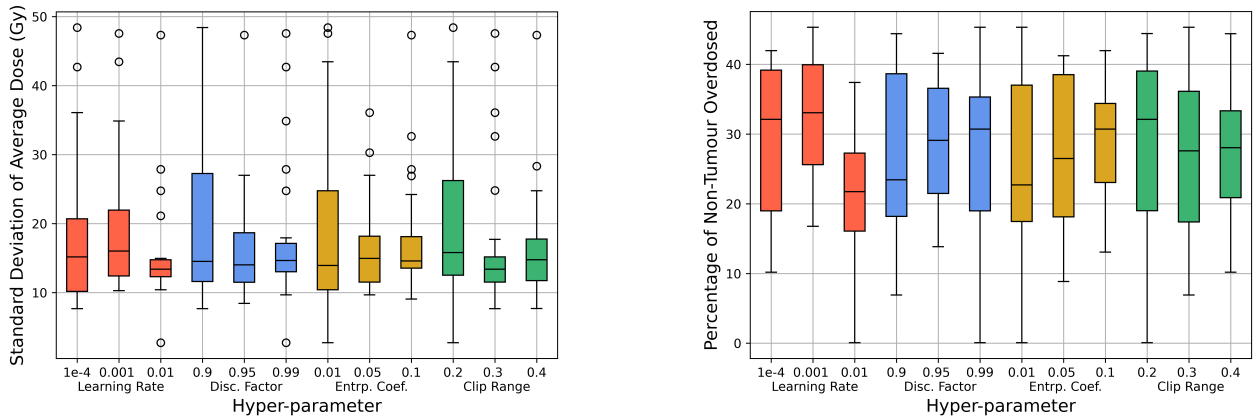 Standard Deviation of Average Dose (Gy)
50
40
30
20
10
1e-4 0.001 0.01 0.9 0.95 0.99 0.01 0.05 0.1 0.2 0.3 0.4
Learning Rate Disc. Factor Entrp. Coef. Clip Range
Hyper-parameter
Percentage of Non-Tumour Overdosed
40
30
20
10
0
1e-4 0.001 0.01 0.9 0.95 0.99 0.01 0.05 0.1 0.2 0.3 0.4
Learning Rate Disc. Factor Entrp. Coef. Clip Range
Hyper-parameter